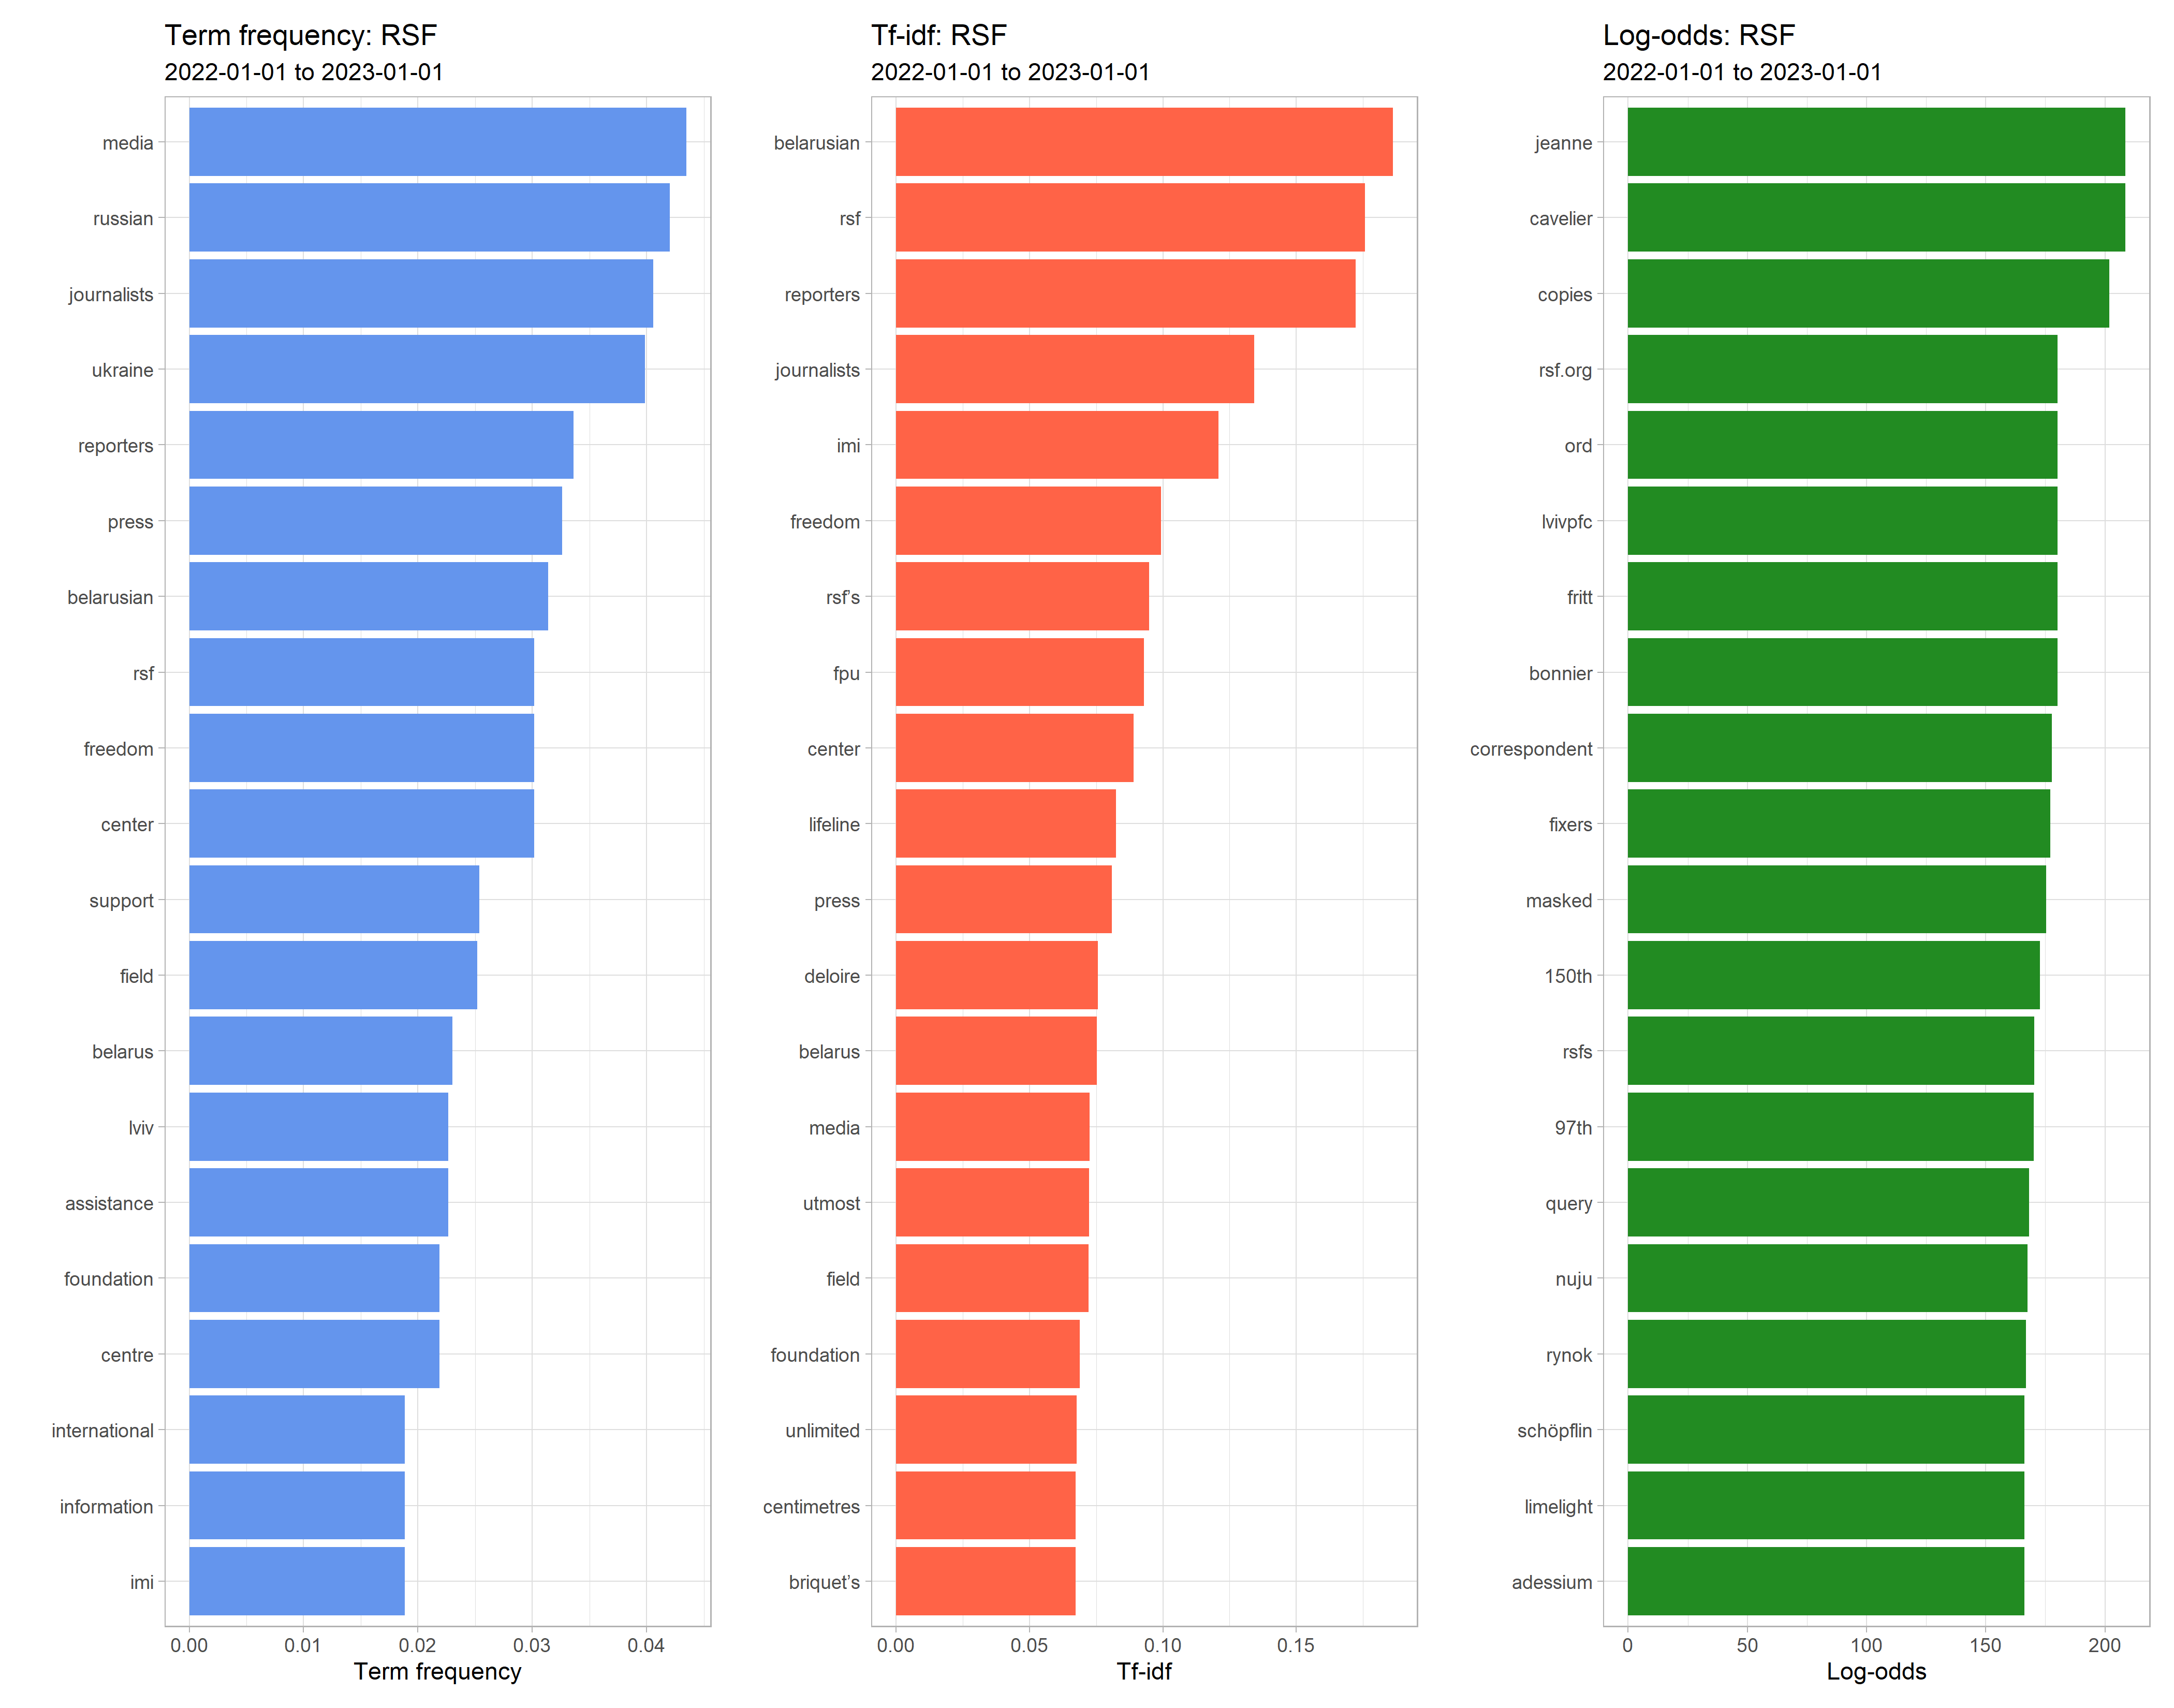 Term frequency: RSF
2022-01-01 to 2023-01-01
media
russian
journalists
ukraine
reporters
press
belarusian
rsf
freedom
center
support
field
belarus
lviv
assistance
foundation
centre
international
information
imi
0.00 0.01 0.02 0.03 0.04
Term frequency
Tf-idf: RSF
2022-01-01 to 2023-01-01
belarusian
rsf
reporters
journalists
imi
freedom
rsf’s
fpu
center
lifeline
press
deloire
belarus
media
utmost
field
foundation
unlimited
centimetres
briquet’s
0.00 0.05 0.10 0.15
Tf-idf
Log-odds: RSF
2022-01-01 to 2023-01-01
jeanne
cavelier
copies
rsf.org
ord
lvivpfc
fritt
bonnier
correspondent
fixers
masked
150th
rsfs
97th
query
nuju
rynok
schöpflin
limelight
adessium
0 50 100 150 200
Log-odds